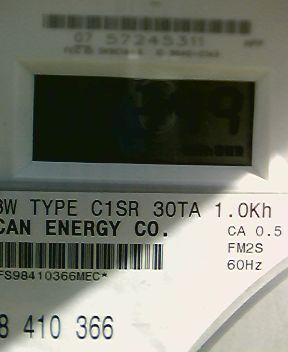 07 57245311
3W TYPE C1SR 30TA 1.0Kh
CAN ENERGY CO.
CA 0.5
FM2S
60Hz
FS98410366MEC*
8 410 366